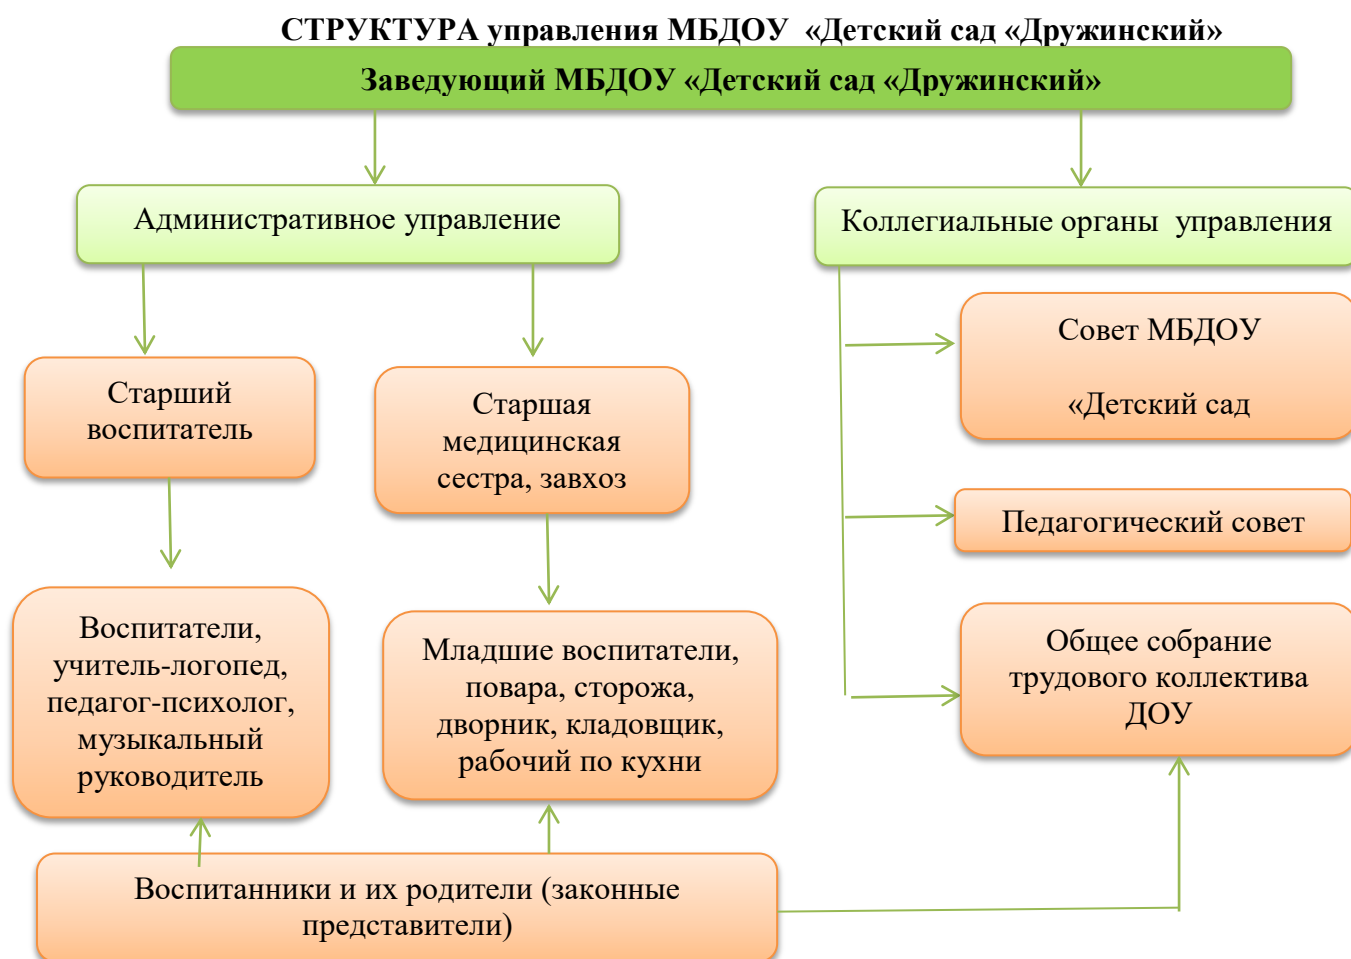 СТРУКТУРА управления МБДОУ «Детский сад «Дружинский»
Заведующий МБДОУ «Детский сад «Дружинский»
Административное управление
Коллегиальные органы управления
Старший
воспитатель
Старшая
медицинская
сестра, завхоз
Совет МБДОУ
«Детский сад
Педагогический совет
Воспитатели,
учитель-логопед,
педагог-психолог,
музыкальный
руководитель
Младшие воспитатели,
повара, сторожа,
дворник, кладовщик,
рабочий по кухни
Общее собрание
трудового коллектива
ДОУ
Воспитанники и их родители (законные
представители)